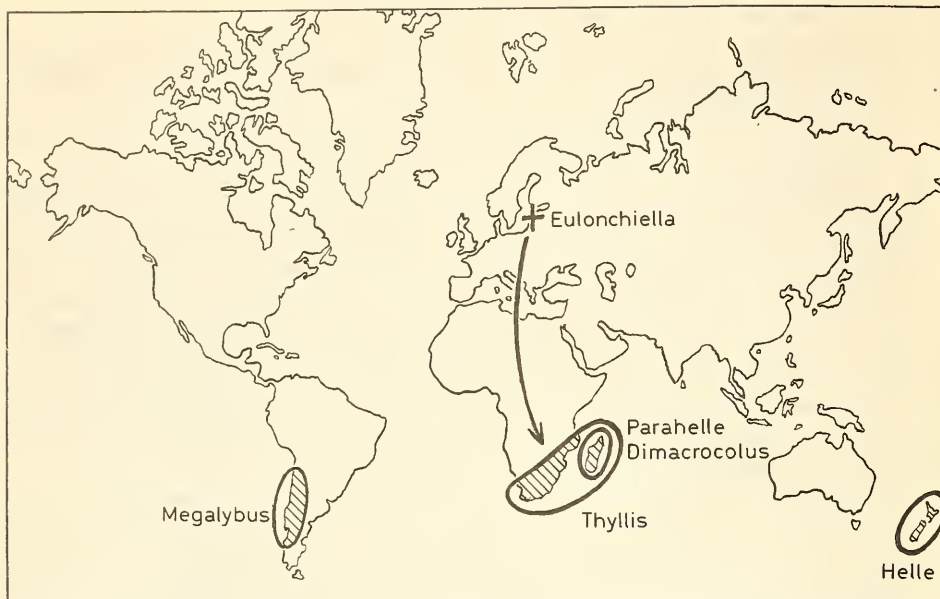 Eulonchiella
Parahelle
Dimacrocolus
Megalybus
Thyllis
Helle